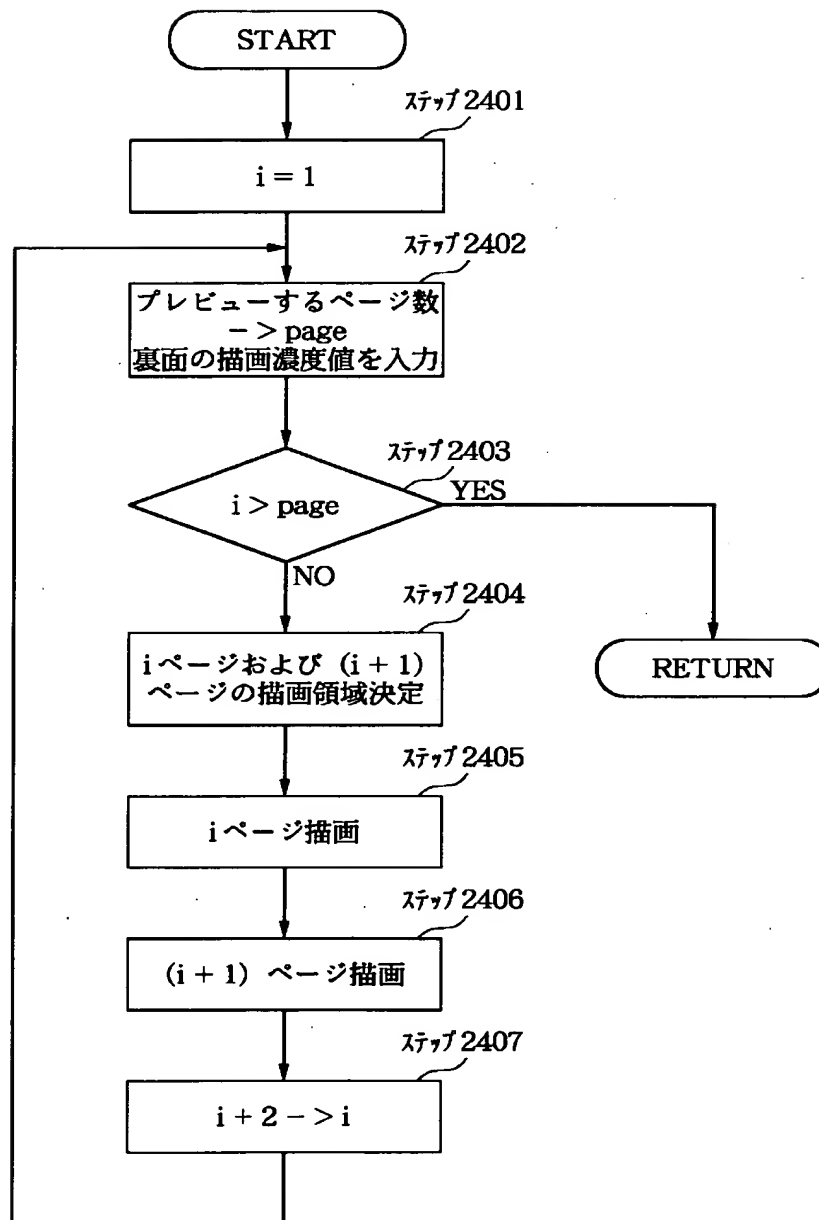 START
ステップ2401
i = 1
ステップ2402
プレビューするページ数
－> page
裏面の描画濃度値を入力
ステップ2403
i > page
YES
NO
ステップ2404
iページおよび (i + 1)
ページの描画領域決定
RETURN
ステップ2405
iページ描画
ステップ2406
(i + 1) ページ描画
ステップ2407
i + 2 －> i